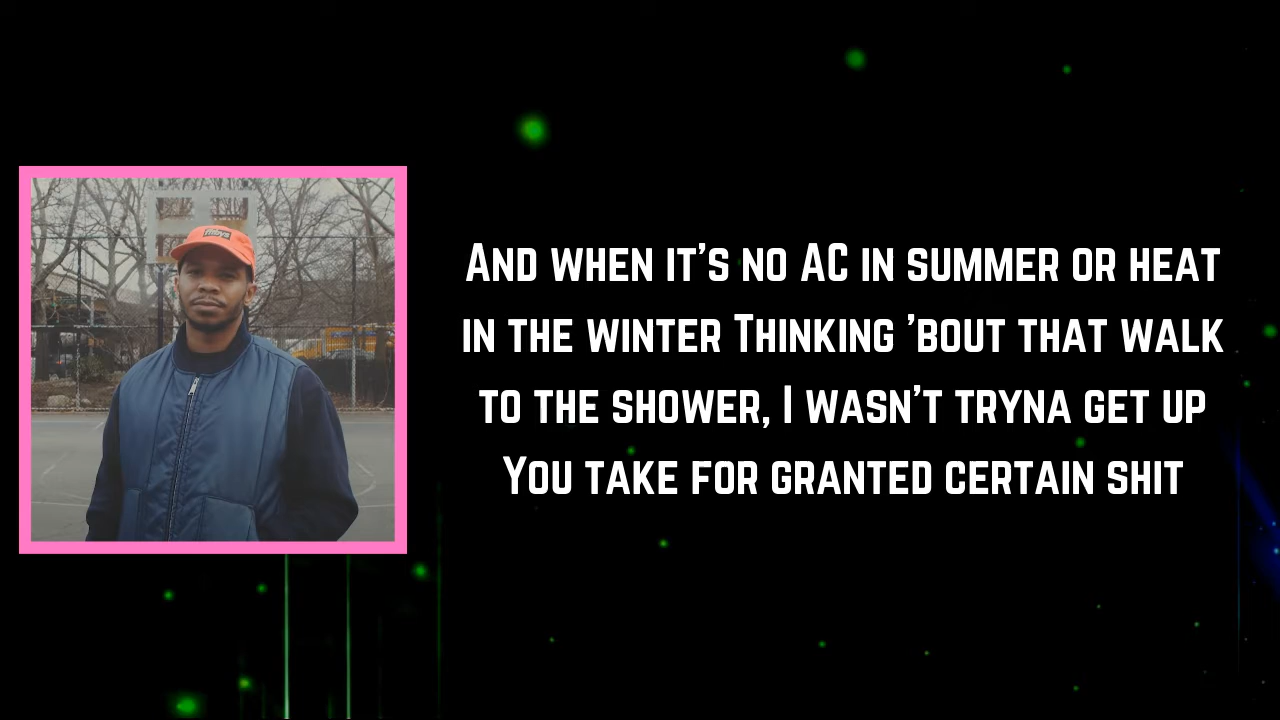 And when it's no AC in summer or heat
in the winter Thinking 'bout that walk
to the shower, I wasn't tryna get up
You take for granted certain shit